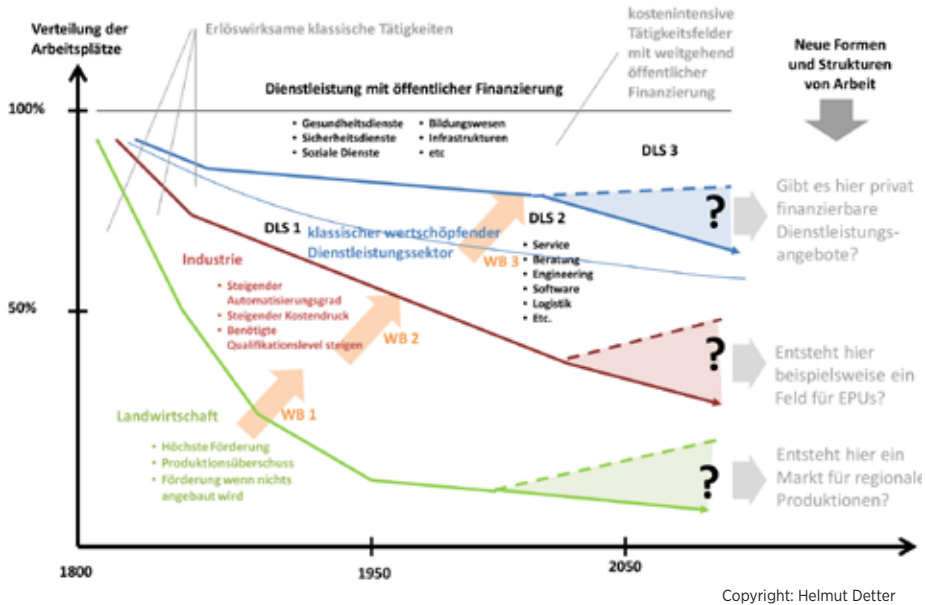 Verteilung der
Arbeitsplätze
Erlöswirksame klassische Tätigkeiten
kostenintensive
Tätigkeitsfelder
mit weitgehend
öffentlicher
Finanzierung
Neue Formen
und Strukturen
von Arbeit
100%
Dienstleistung mit öffentlicher Finanzierung
• Gesundheitsdienste
• Sicherheitsdienste
• Soziale Dienste
• Bildungswesen
• Infrastrukturen
• etc
DLS 3
Gibt es hier privat
finanzierbare
Dienstleistungs-
angebote?
?
DLS 1
klassischer wertschöpfender
Dienstleistungssektor
WB 3
DLS 2
• Service
• Beratung
• Engineering
• Software
• Logistik
• Etc.
Industrie
• Steigender
Automatisierungsgrad
• Steigender Kostendruck
• Benötigte
Qualifikationslevel steigen
50%
WB 2
?
Entsteht hier
beispielsweise ein
Feld für EPUs?
WB 1
Landwirtschaft
• Höchste Förderung
• Produktionsüberschuss
• Förderung wenn nichts
angebaut wird
?
Entsteht hier ein
Markt für regionale
Produktionen?
1800
1950
2050
Copyright: Helmut Detter